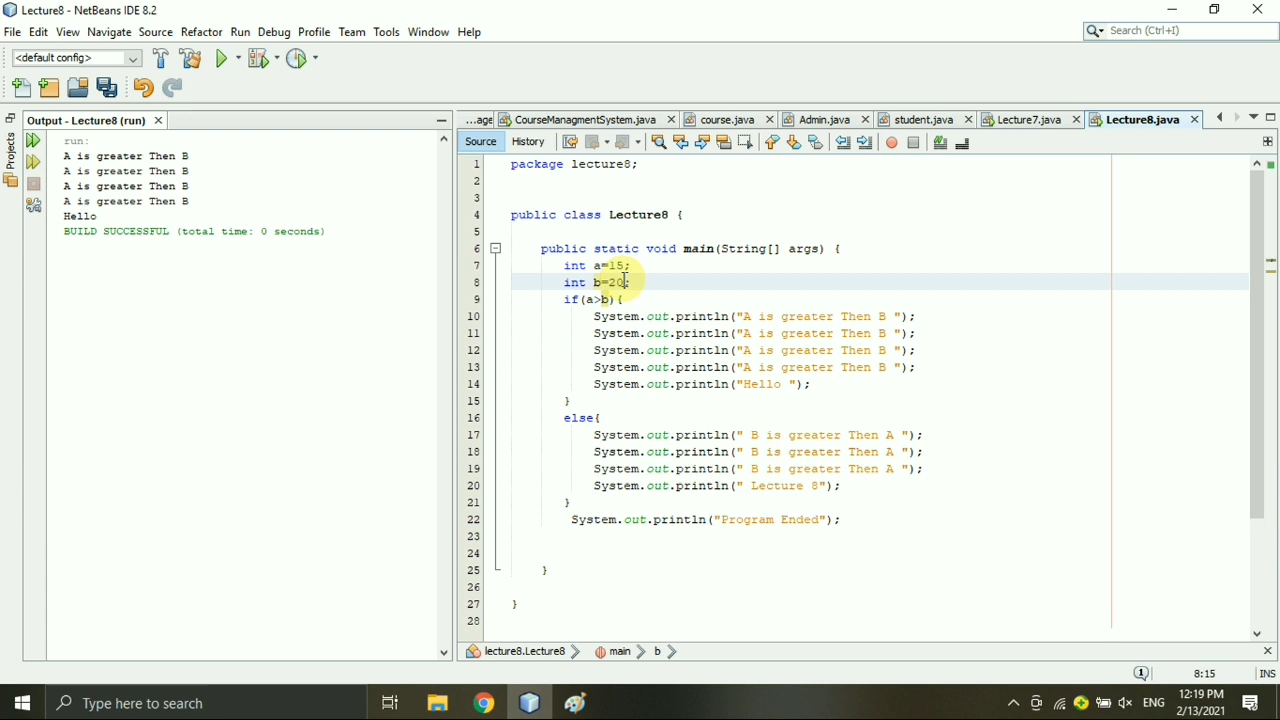 Lecture8 - NetBeans IDE 8.2
File Edit View Navigate Source Refactor Run Debug Profile Team Tools Window Help
Search (Ctrl+I)
<default config>
Output - Lecture8 (run)
...age CourseManagmentSystem.java course.java Admin.java student.java Lecture7.java Lecture8.java
Projects
Source History
run:
A is greater Then B
A is greater Then B
A is greater Then B
A is greater Then B
Hello
BUILD SUCCESSFUL (total time: 0 seconds)
1 package lecture8;
2
3
4 public class Lecture8 {
5
6 public static void main(String[] args) {
7 int a=15;
8 int b=20;
9 if(a>b){
10 System.out.println("A is greater Then B ");
11 System.out.println("A is greater Then B ");
12 System.out.println("A is greater Then B ");
13 System.out.println("A is greater Then B ");
14 System.out.println("Hello ");
15 }
16 else{
17 System.out.println(" B is greater Then A ");
18 System.out.println(" B is greater Then A ");
19 System.out.println(" B is greater Then A ");
20 System.out.println(" Lecture 8");
21 }
22 System.out.println("Program Ended");
23
24
25 }
26
27 }
28
lecture8.Lecture8 main b
1 8:15 INS
Type here to search
ENG
12:19 PM
2/13/2021